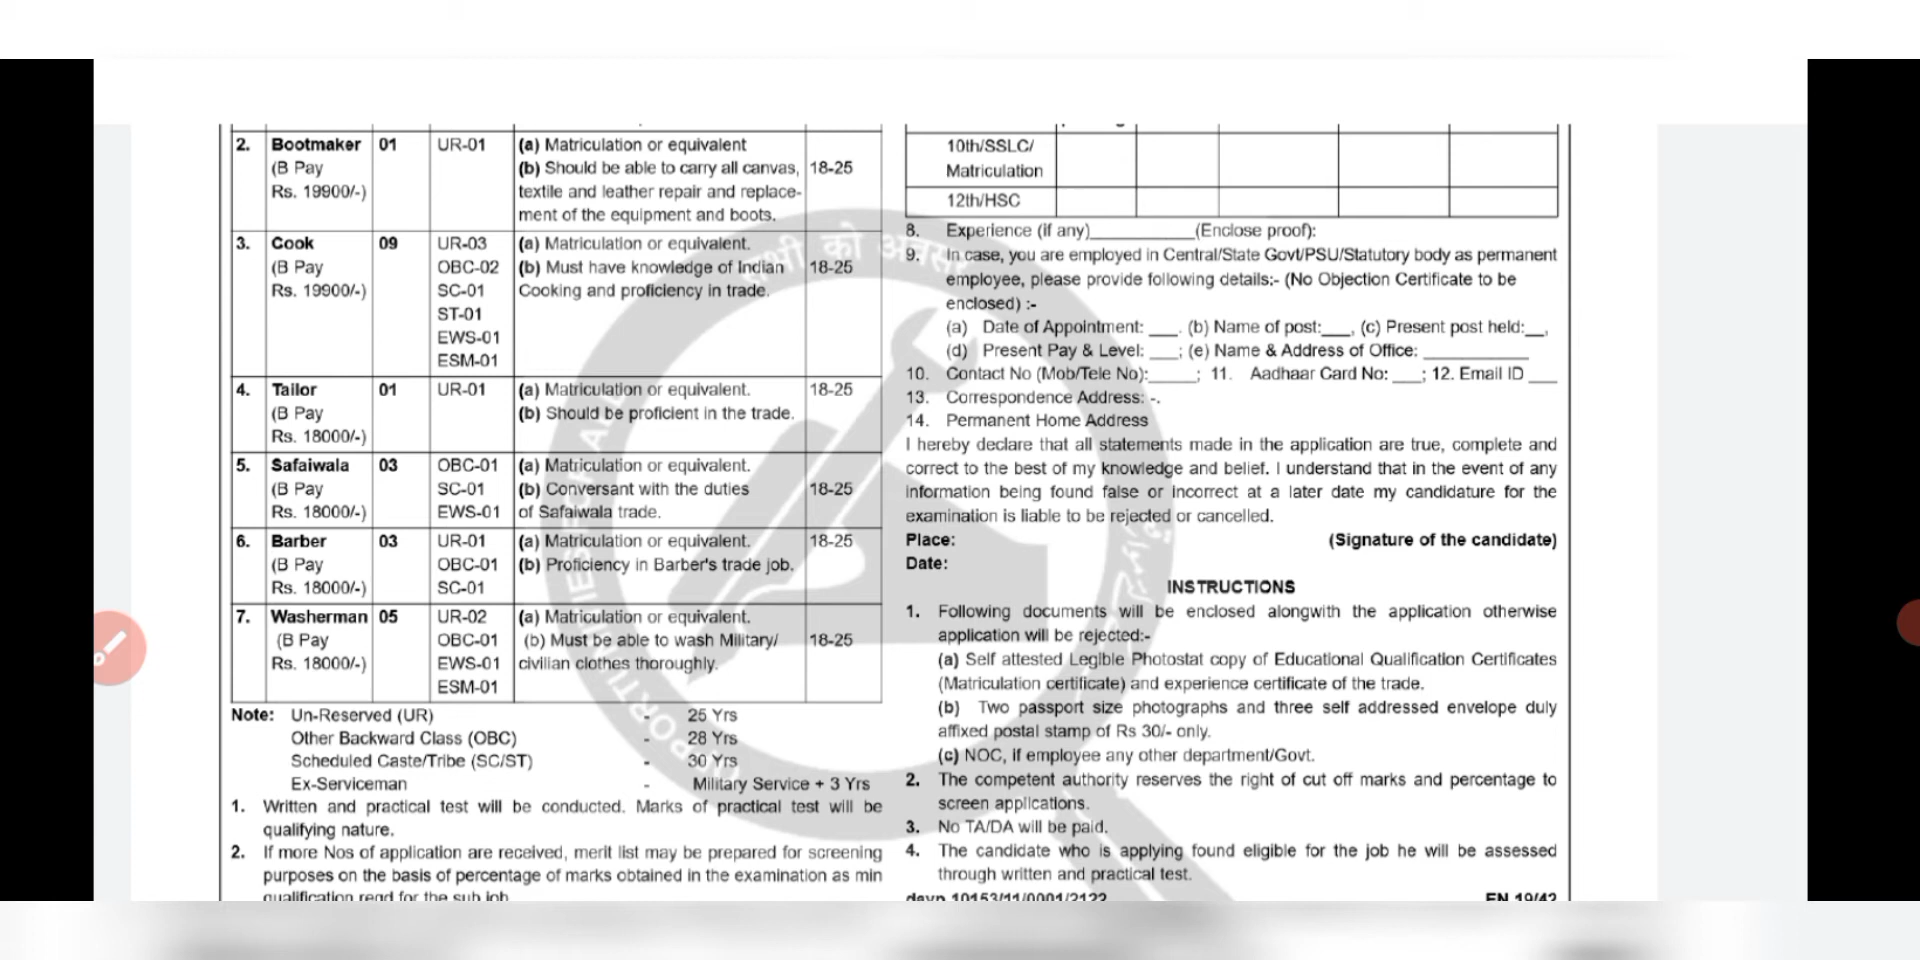 2. Bootmaker 01 UR-01 (a) Matriculation or equivalent
(B Pay (b) Should be able to carry all canvas, 18-25
Rs. 19900/-) textile and leather repair and replace-
ment of the equipment and boots.
3. Cook 09 UR-03 (a) Matriculation or equivalent.
(B Pay OBC-02 (b) Must have knowledge of Indian 18-25
Rs. 19900/-) SC-01 Cooking and proficiency in trade.
ST-01
EWS-01
ESM-01
4. Tailor 01 UR-01 (a) Matriculation or equivalent. 18-25
(B Pay (b) Should be proficient in the trade.
Rs. 18000/-)
5. Safaiwala 03 OBC-01 (a) Matriculation or equivalent.
(B Pay SC-01 (b) Conversant with the duties 18-25
Rs. 18000/-) EWS-01 of Safaiwala trade.
6. Barber 03 UR-01 (a) Matriculation or equivalent. 18-25
(B Pay OBC-01 (b) Proficiency in Barber's trade job.
Rs. 18000/-) SC-01
7. Washerman 05 UR-02 (a) Matriculation or equivalent.
(B Pay OBC-01 (b) Must be able to wash Military/ 18-25
Rs. 18000/-) EWS-01 civilian clothes thoroughly.
ESM-01
Note: Un-Reserved (UR) - 25 Yrs
Other Backward Class (OBC) - 28 Yrs
Scheduled Caste/Tribe (SC/ST) - 30 Yrs
Ex-Serviceman - Military Service + 3 Yrs
1. Written and practical test will be conducted. Marks of practical test will be
qualifying nature.
2. If more Nos of application are received, merit list may be prepared for screening
purposes on the basis of percentage of marks obtained in the examination as min
qualification reqd for the sub job
10th/SSLC/
Matriculation
12th/HSC
8. Experience (if any)__________(Enclose proof):
9. In case, you are employed in Central/State Govt/PSU/Statutory body as permanent
employee, please provide following details:- (No Objection Certificate to be
enclosed) :-
(a) Date of Appointment: ___. (b) Name of post:___, (c) Present post held:__,
(d) Present Pay & Level: ___; (e) Name & Address of Office: __________
10. Contact No (Mob/Tele No):_____; 11. Aadhaar Card No: ___; 12. Email ID ___
13. Correspondence Address: -.
14. Permanent Home Address
I hereby declare that all statements made in the application are true, complete and
correct to the best of my knowledge and belief. I understand that in the event of any
information being found false or incorrect at a later date my candidature for the
examination is liable to be rejected or cancelled.
Place: (Signature of the candidate)
Date:
INSTRUCTIONS
1. Following documents will be enclosed alongwith the application otherwise
application will be rejected:-
(a) Self attested Legible Photostat copy of Educational Qualification Certificates
(Matriculation certificate) and experience certificate of the trade.
(b) Two passport size photographs and three self addressed envelope duly
affixed postal stamp of Rs 30/- only.
(c) NOC, if employee any other department/Govt.
2. The competent authority reserves the right of cut off marks and percentage to
screen applications.
3. No TA/DA will be paid.
4. The candidate who is applying found eligible for the job he will be assessed
through written and practical test.
davp 10153/11/0001/2122 EN 19/42